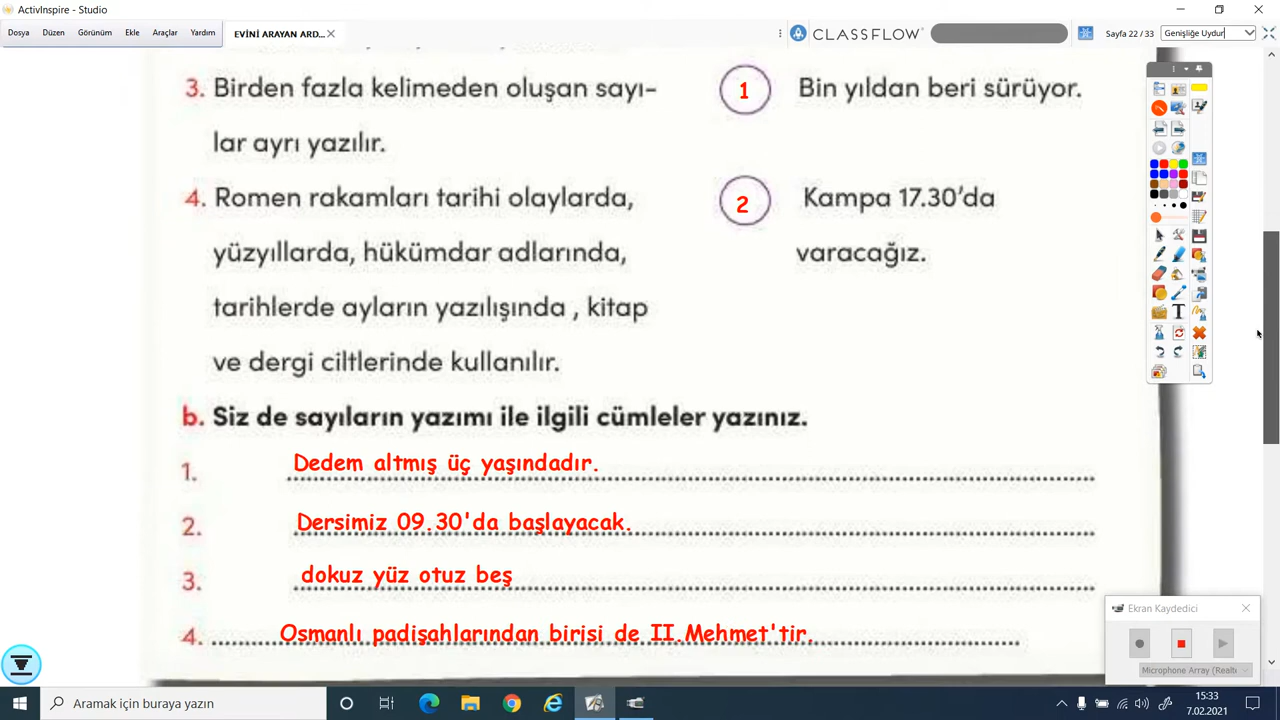 ActivInspire - Studio
Dosya Düzen Görünüm Ekle Araçlar Yardım EVİNİ ARAYAN ARD... CLASSFLOW Sayfa 22 / 33 Genişliğe Uydur
3. Birden fazla kelimeden oluşan sayı-
lar ayrı yazılır.
1 Bin yıldan beri sürüyor.
4. Romen rakamları tarihi olaylarda,
yüzyıllarda, hükümdar adlarında,
tarihlerde ayların yazılışında , kitap
ve dergi ciltlerinde kullanılır.
2 Kampa 17.30'da
varacağız.
b. Siz de sayıların yazımı ile ilgili cümleler yazınız.
1. Dedem altmış üç yaşındadır.
2. Dersimiz 09.30'da başlayacak.
3. dokuz yüz otuz beş
4. Osmanlı padişahlarından birisi de II.Mehmet'tir.
Ekran Kaydedici
Microphone Array (Realte
Aramak için buraya yazın
15:33
7.02.2021